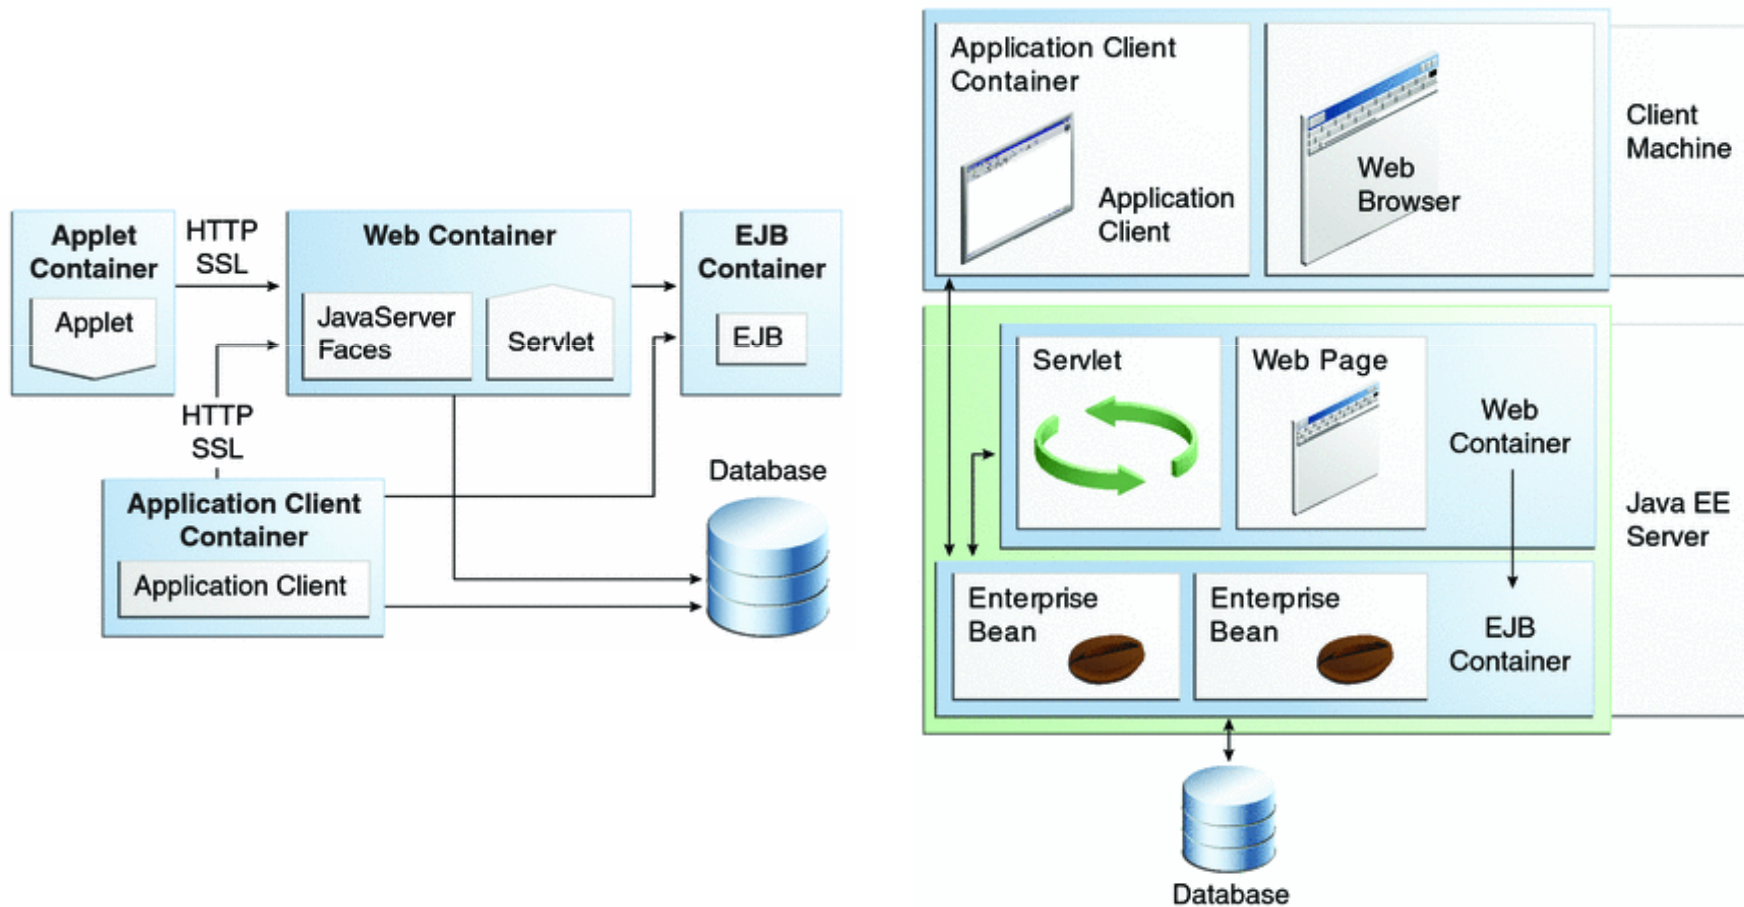 Applet
Container
Applet
HTTP
SSL
Web Container
JavaServer
Faces
Servlet
EJB
Container
EJB
HTTP
SSL
Application Client
Container
Application Client
Database
Application Client
Container
Application
Client
Web
Browser
Client
Machine
Servlet
Web Page
Web
Container
Java EE
Server
Enterprise
Bean
Enterprise
Bean
EJB
Container
Database